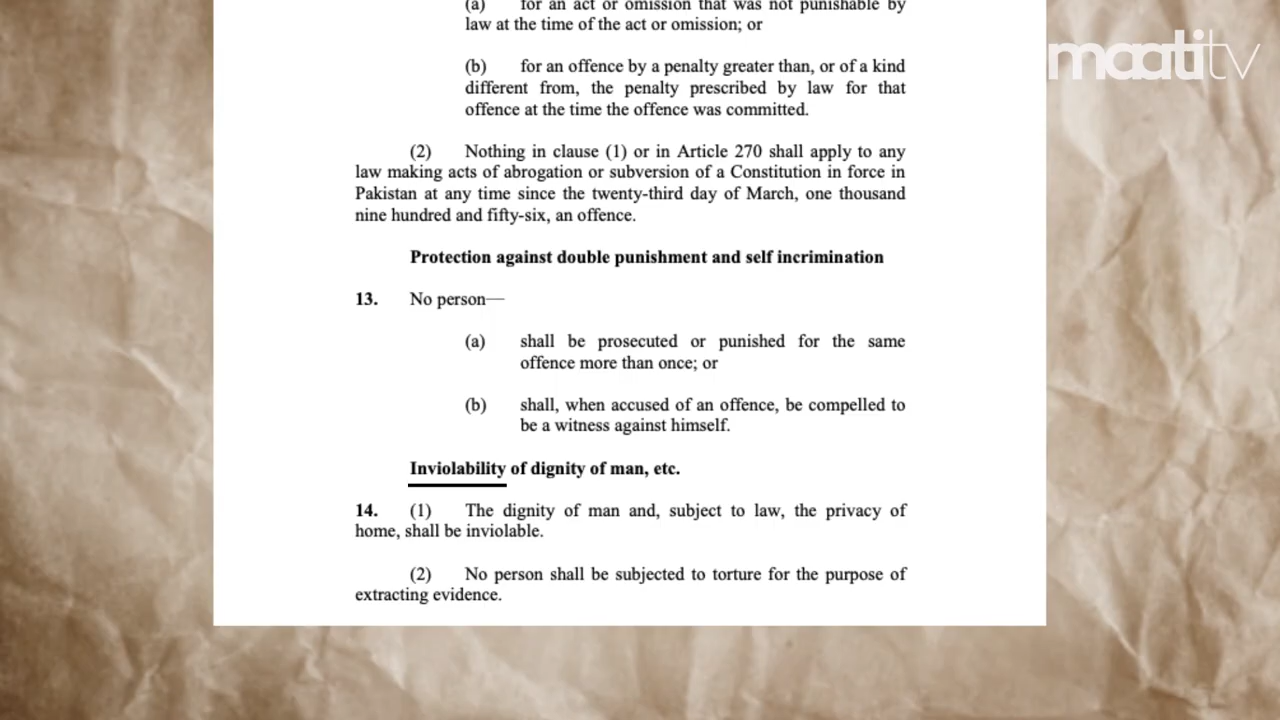 (a) for an act or omission that was not punishable by
law at the time of the act or omission; or
(b) for an offence by a penalty greater than, or of a kind
different from, the penalty prescribed by law for that
offence at the time the offence was committed.
(2) Nothing in clause (1) or in Article 270 shall apply to any
law making acts of abrogation or subversion of a Constitution in force in
Pakistan at any time since the twenty-third day of March, one thousand
nine hundred and fifty-six, an offence.
Protection against double punishment and self incrimination
13. No person—
(a) shall be prosecuted or punished for the same
offence more than once; or
(b) shall, when accused of an offence, be compelled to
be a witness against himself.
Inviolability of dignity of man, etc.
14. (1) The dignity of man and, subject to law, the privacy of
home, shall be inviolable.
(2) No person shall be subjected to torture for the purpose of
extracting evidence.
maatitv